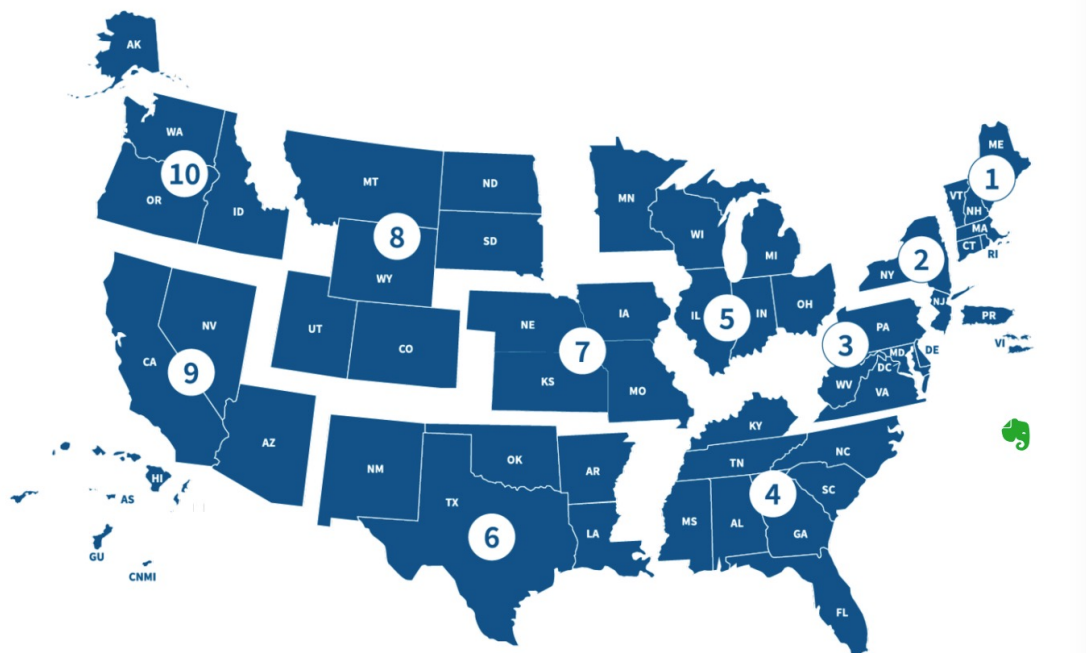 AK
WA
10
OR
ID
MT
ND
8
SD
WY
UT
CO
NV
CA
9
AZ
HI
AS
GU
CNMI
NE
IA
7
KS
MO
NM
OK
AR
TX
6
LA
MN
WI
MI
IL
5
IN
OH
KY
TN
NC
4
SC
MS
AL
GA
FL
3
PA
MD
DE
DC
WV
VA
NY
2
NJ
PR
VI
ME
1
VT
NH
MA
CT
RI